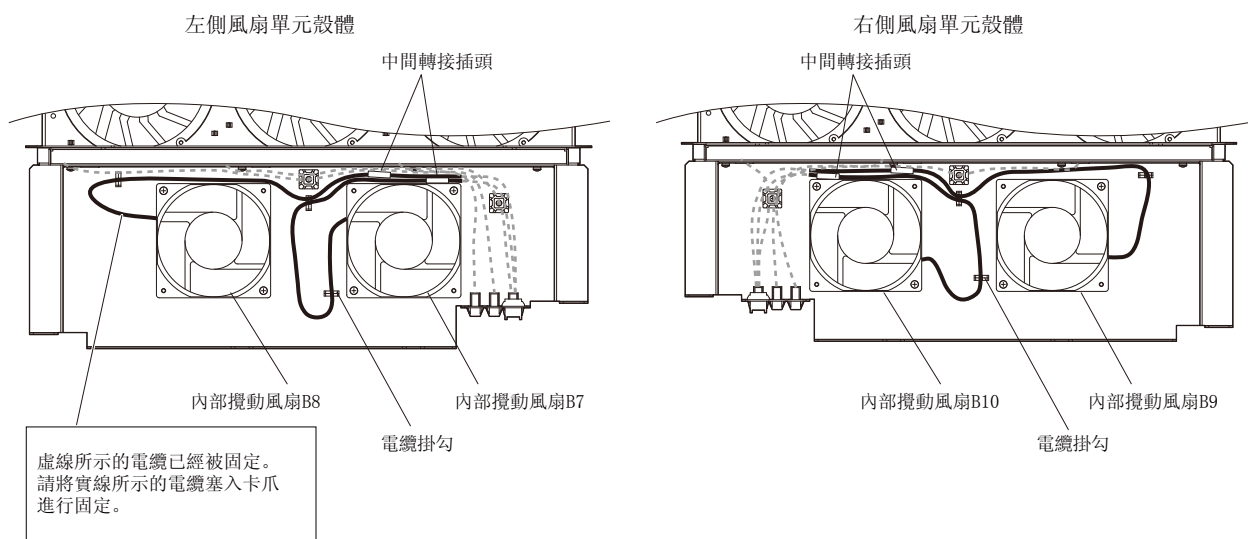 左側風扇單元殼體
中間轉接插頭
內部攪動風扇B8
內部攪動風扇B7
電纜掛勾
虛線所示的電纜已經被固定。
請將實線所示的電纜塞入卡爪
進行固定。
右側風扇單元殼體
中間轉接插頭
內部攪動風扇B10
內部攪動風扇B9
電纜掛勾